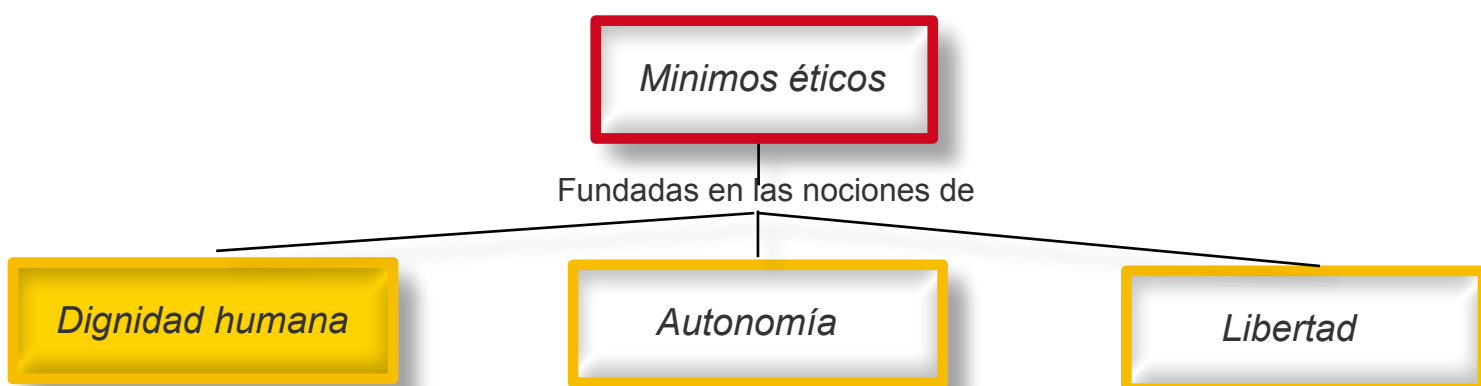 Minimos éticos
Fundadas en las nociones de
Dignidad humana
Autonomía
Libertad